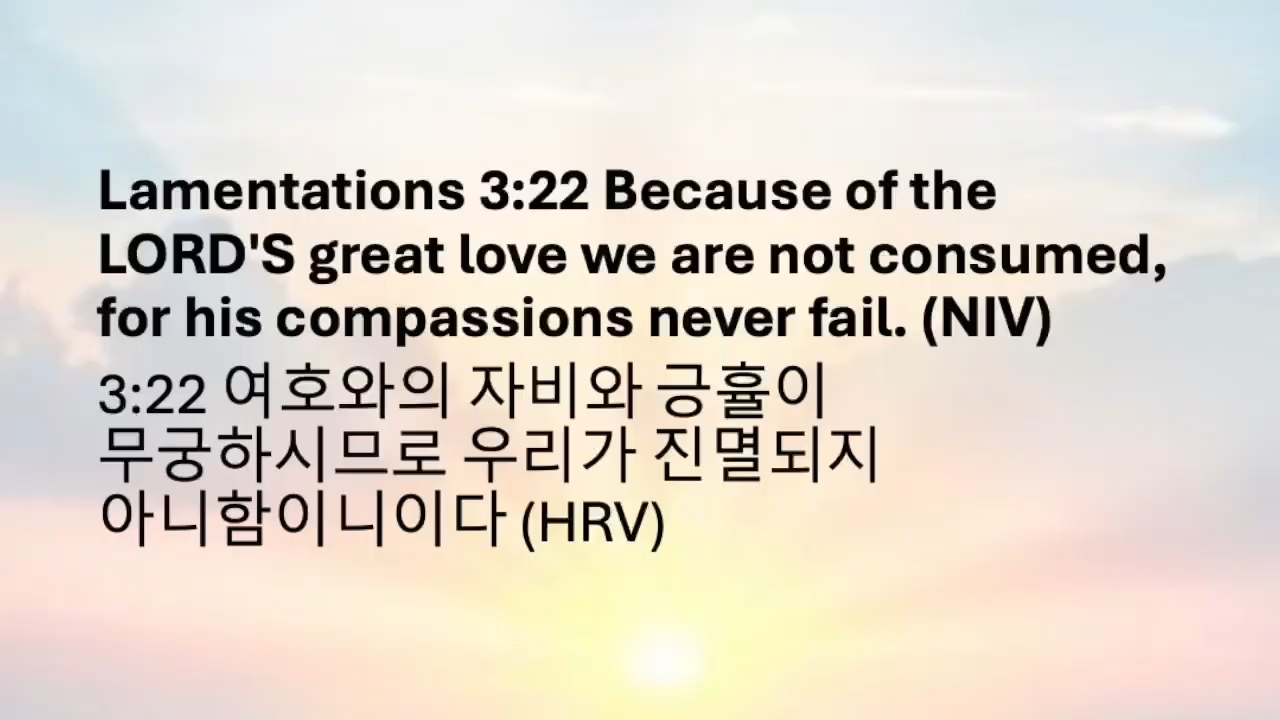 Lamentations 3:22 Because of the
LORD'S great love we are not consumed,
for his compassions never fail. (NIV)
3:22 여호와의 자비와 긍휼이
무궁하시므로 우리가 진멸되지
아니함이니이다 (HRV)